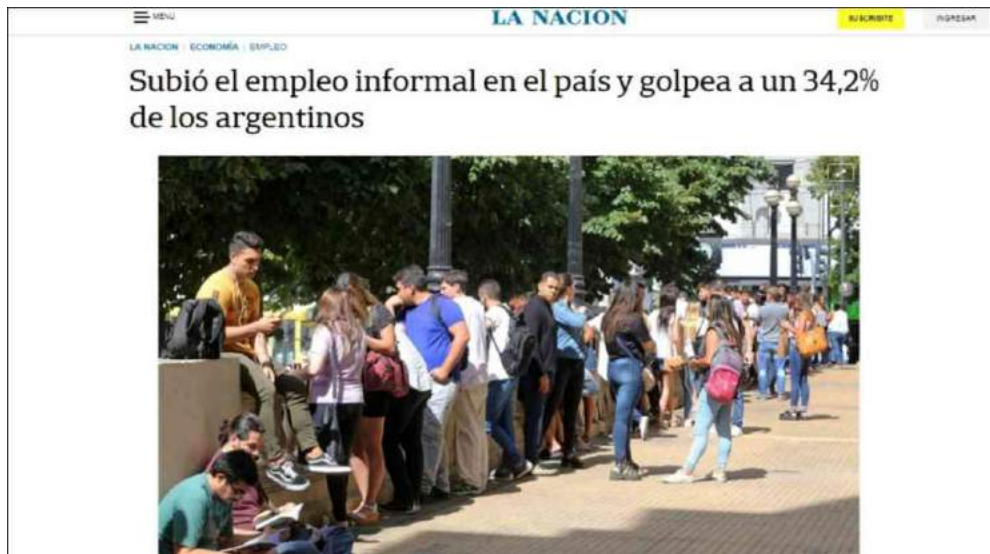 MENÚ
LA NACION
SUSCRIBITE
INGRESAR
LA NACION | ECONOMÍA | EMPLEO
Subió el empleo informal en el país y golpea a un 34,2%
de los argentinos